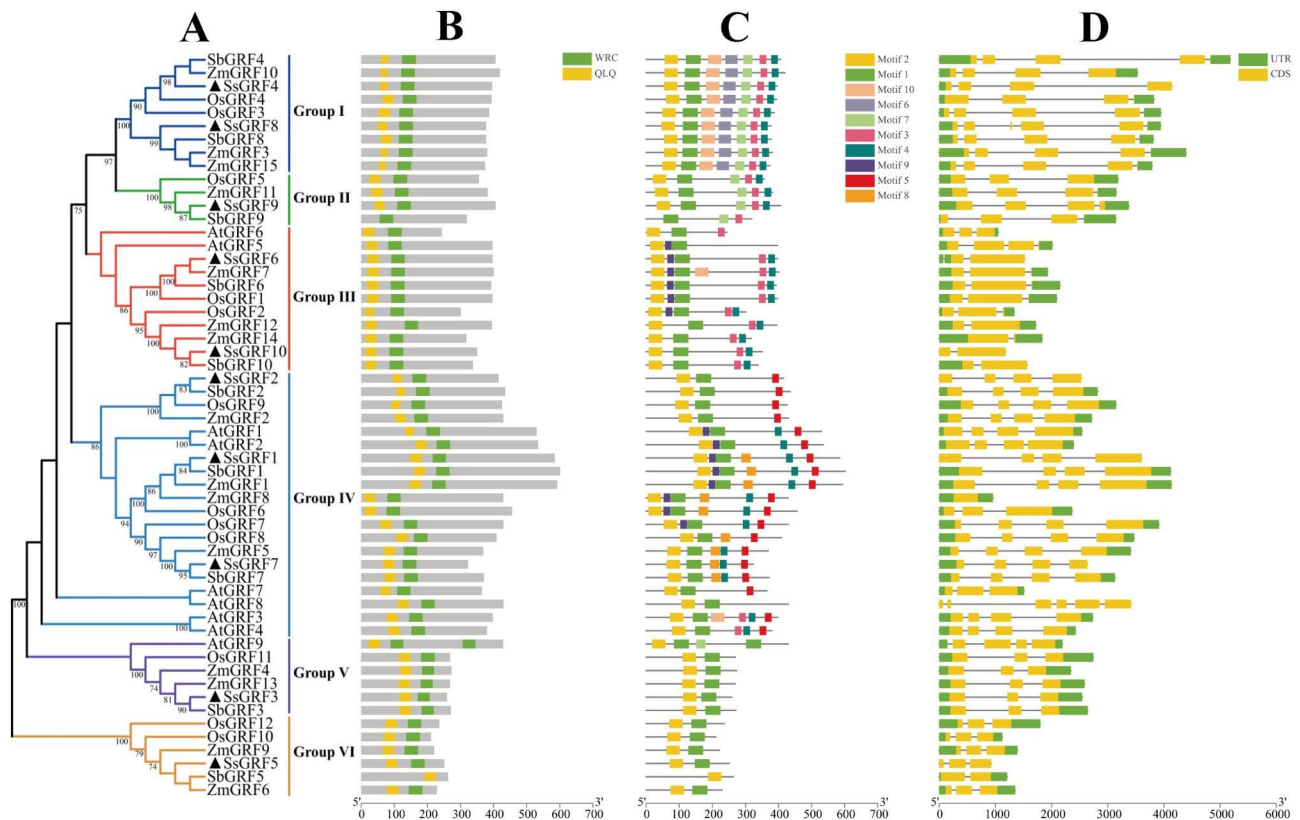 A
B
C
D
WRC
QLQ
Motif 2
Motif 1
Motif 10
Motif 6
Motif 7
Motif 3
Motif 4
Motif 9
Motif 5
Motif 8
UTR
CDS
SbGRF4
ZmGRF10
▲SsGRF4
OsGRF4
OsGRF3
▲SsGRF8
SbGRF8
ZmGRF3
ZmGRF15
OsGRF5
ZmGRF11
▲SsGRF9
SbGRF9
AtGRF6
AtGRF5
▲SsGRF6
ZmGRF7
SbGRF6
OsGRF1
OsGRF2
ZmGRF12
ZmGRF14
▲SsGRF10
SbGRF10
▲SsGRF2
SbGRF2
OsGRF9
ZmGRF2
AtGRF1
AtGRF2
▲SsGRF1
SbGRF1
ZmGRF1
ZmGRF8
OsGRF6
OsGRF7
OsGRF8
ZmGRF5
▲SsGRF7
SbGRF7
AtGRF7
AtGRF8
AtGRF3
AtGRF4
AtGRF9
OsGRF11
ZmGRF4
ZmGRF13
▲SsGRF3
SbGRF3
OsGRF12
OsGRF10
ZmGRF9
▲SsGRF5
SbGRF5
ZmGRF6
Group I
Group II
Group III
Group IV
Group V
Group VI
98
90
100
99
97
100
98
87
75
100
100
86
95
100
82
83
100
86
100
84
86
100
94
90
97
100
95
100
100
100
74
81
90
100
79
74
5' 3'
0 100 200 300 400 500 600 700
5' 3'
0 100 200 300 400 500 600 700
5' 3'
0 1000 2000 3000 4000 5000 6000